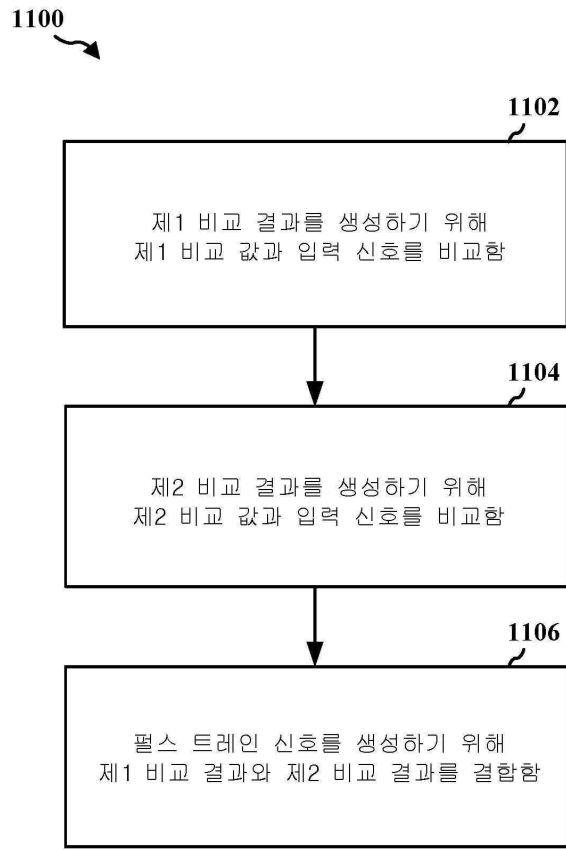 1100
1102
제1 비교 결과를 생성하기 위해
제1 비교 값과 입력 신호를 비교함
1104
제2 비교 결과를 생성하기 위해
제2 비교 값과 입력 신호를 비교함
1106
펄스 트레인 신호를 생성하기 위해
제1 비교 결과와 제2 비교 결과를 결합함